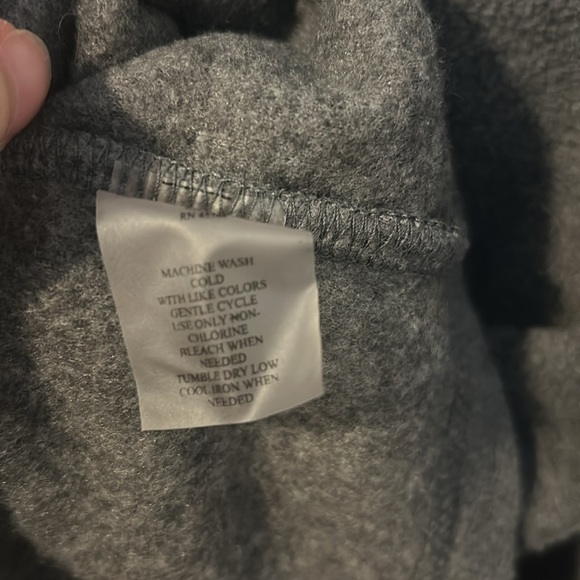 RN
MACHINE WASH
COLD
WITH LIKE COLORS
GENTLE CYCLE
USE ONLY NON-
CHLORINE
BLEACH WHEN
NEEDED
TUMBLE DRY LOW
COOL IRON WHEN
NEEDED